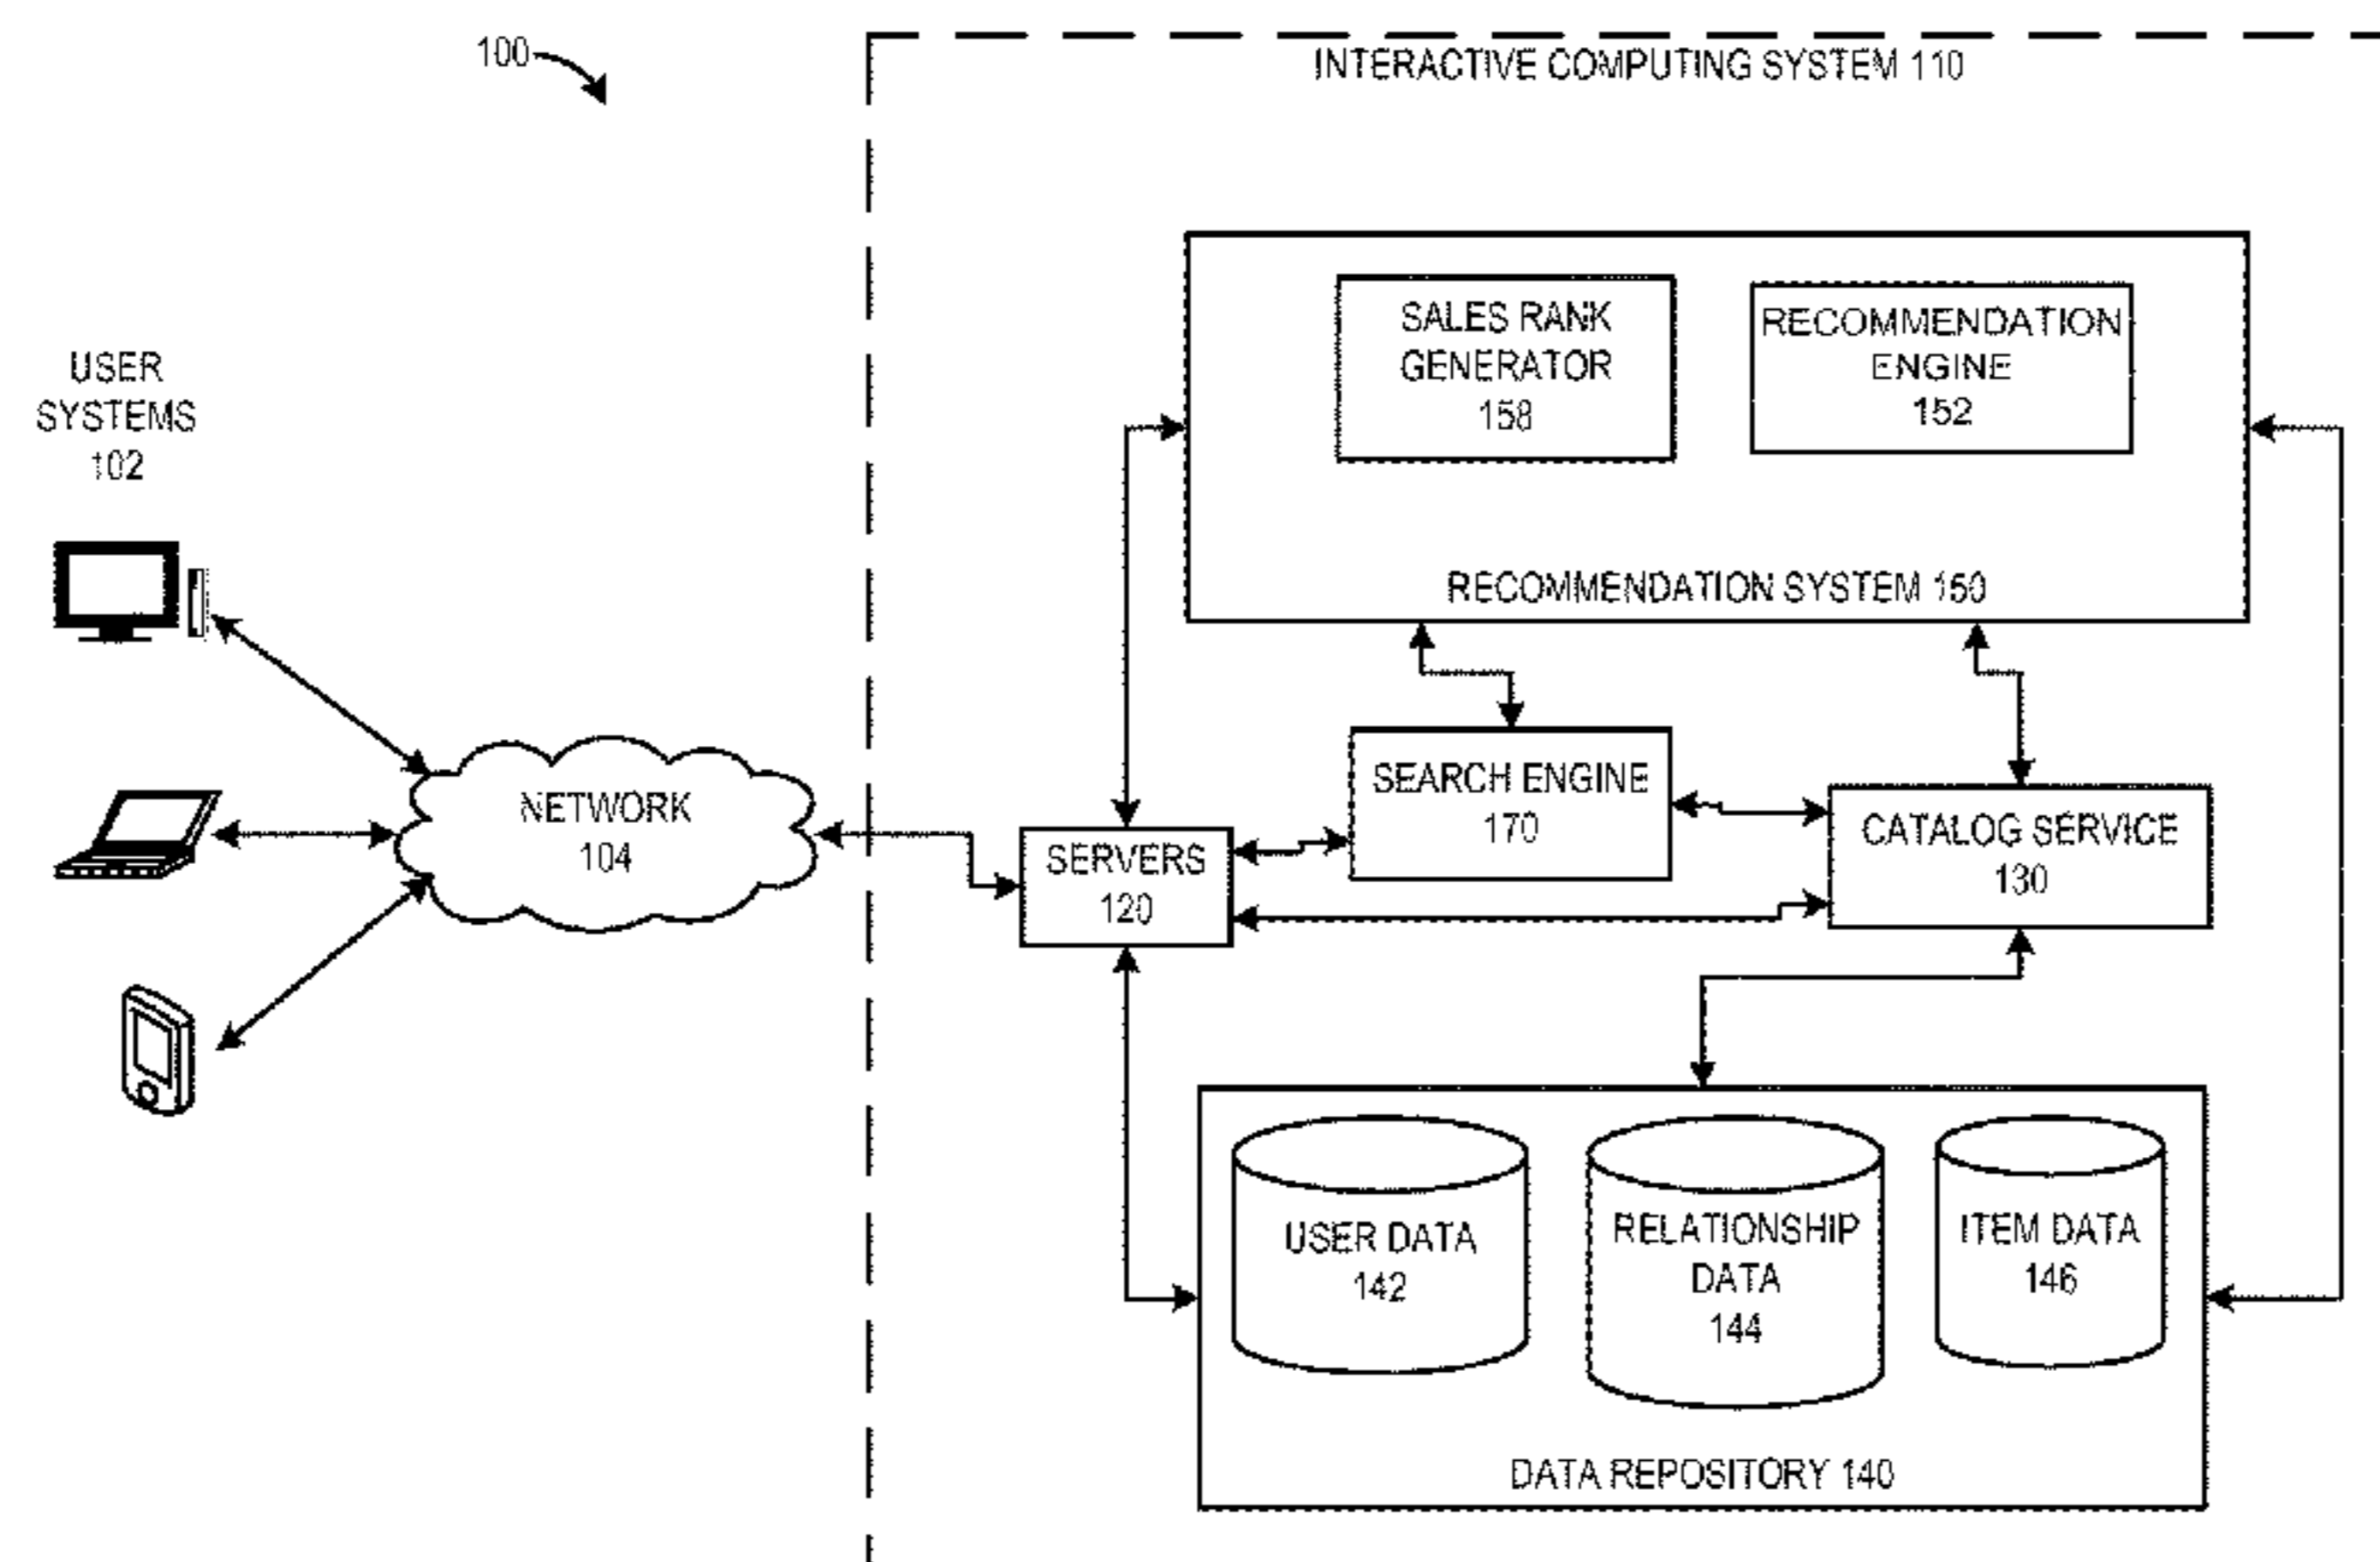 100
INTERACTIVE COMPUTING SYSTEM 110
USER
SYSTEMS
102
SALES RANK
GENERATOR
158
RECOMMENDATION
ENGINE
152
RECOMMENDATION SYSTEM 150
NETWORK
104
SERVERS
120
SEARCH ENGINE
170
CATALOG SERVICE
130
USER DATA
142
RELATIONSHIP
DATA
144
ITEM DATA
146
DATA REPOSITORY 140